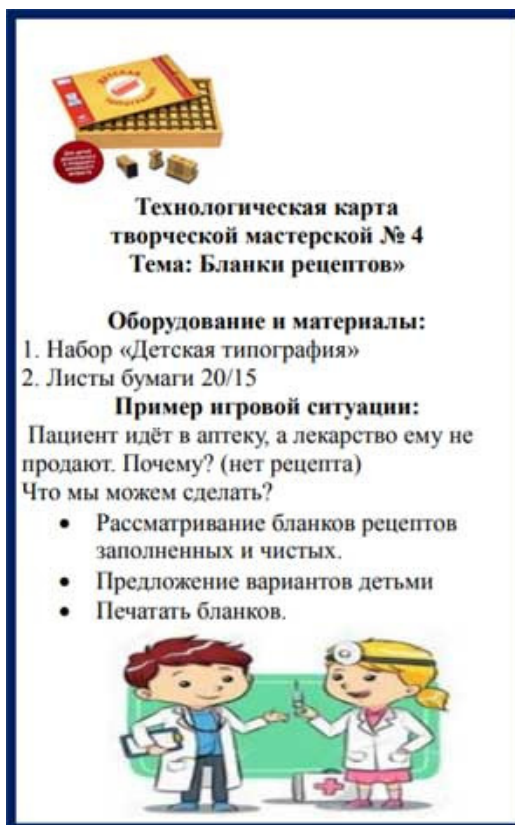 ДЕТСКАЯ
ТИПОГРАФИЯ
Технологическая карта
творческой мастерской № 4
Тема: Бланки рецептов»
Оборудование и материалы:
1. Набор «Детская типография»
2. Листы бумаги 20/15
Пример игровой ситуации:
Пациент идёт в аптеку, а лекарство ему не
продают. Почему? (нет рецепта)
Что мы можем сделать?
• Рассматривание бланков рецептов
заполненных и чистых.
• Предложение вариантов детьми
• Печатать бланков.